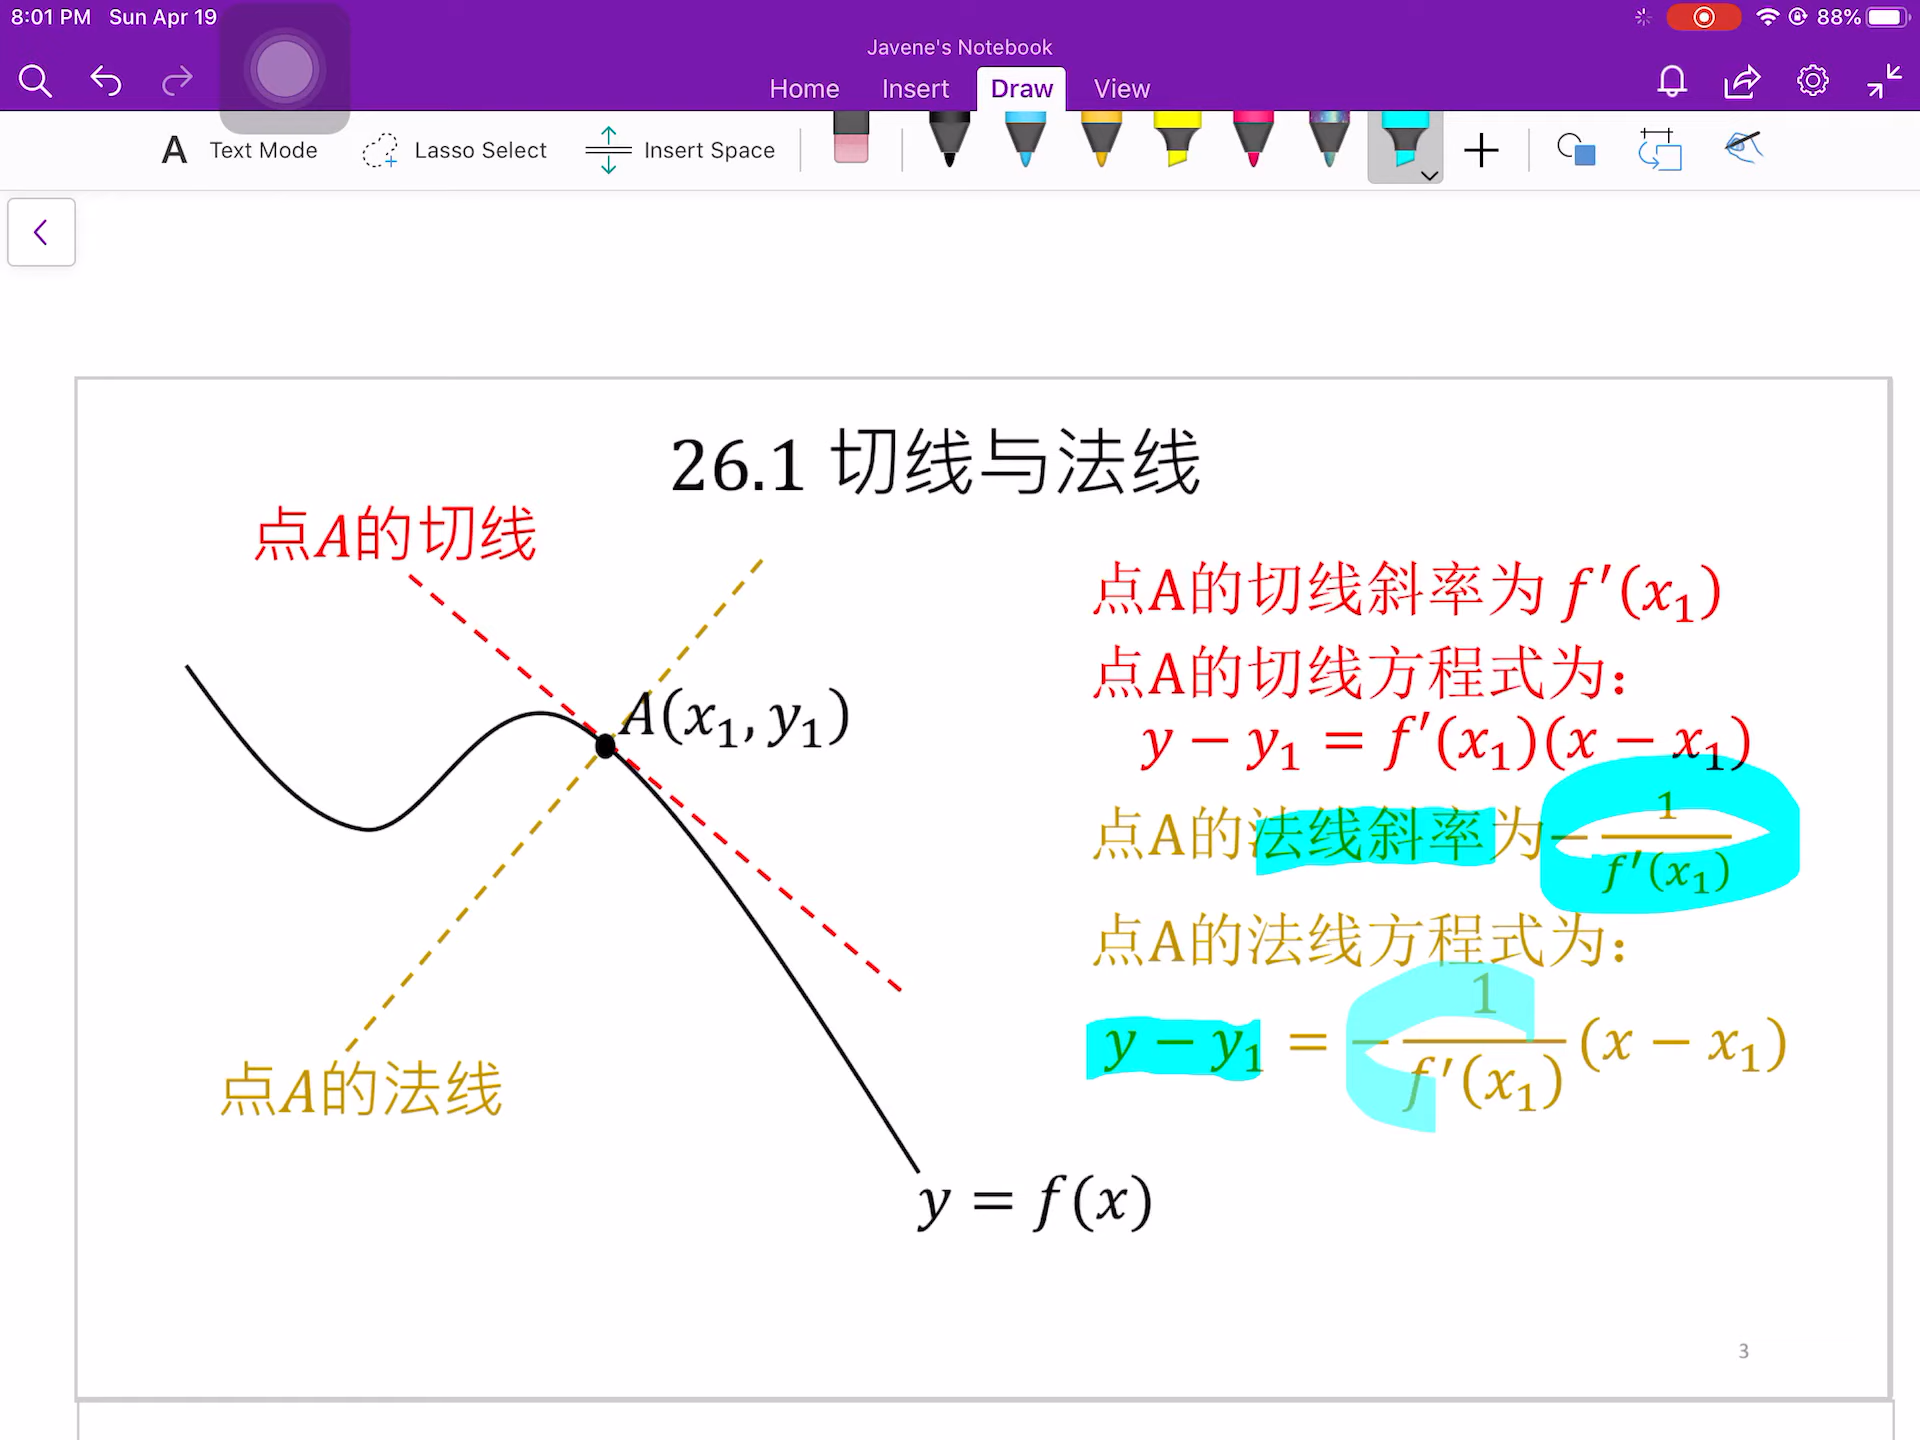 8:01 PM Sun Apr 19
88%
Javene's Notebook
Home Insert Draw View
A Text Mode Lasso Select Insert Space
26.1 切线与法线
点A的切线
A(x₁, y₁)
点A的法线
y = f(x)
点A的切线斜率为 f′(x₁)
点A的切线方程式为：
y − y₁ = f′(x₁)(x − x₁)
点A的法线斜率为 − 1/f′(x₁)
点A的法线方程式为：
y − y₁ = − 1/f′(x₁) (x − x₁)
3